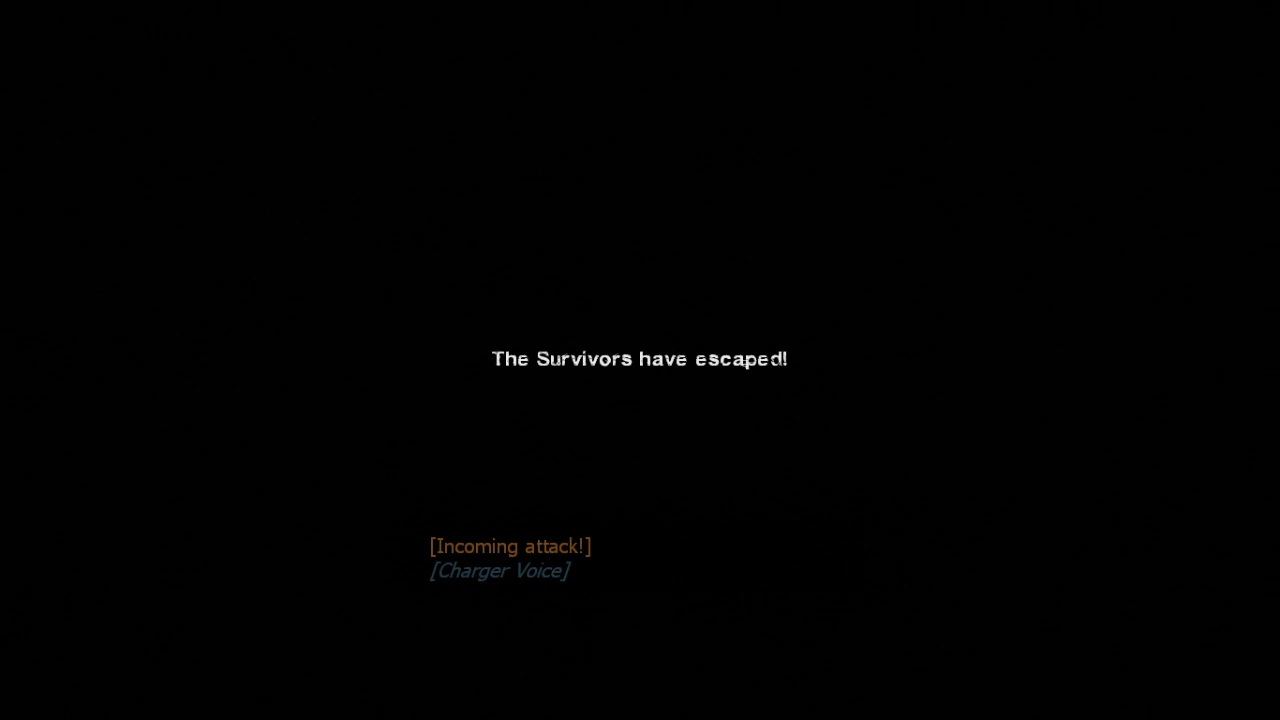 The Survivors have escaped!
[Incoming attack!]
[Charger Voice]